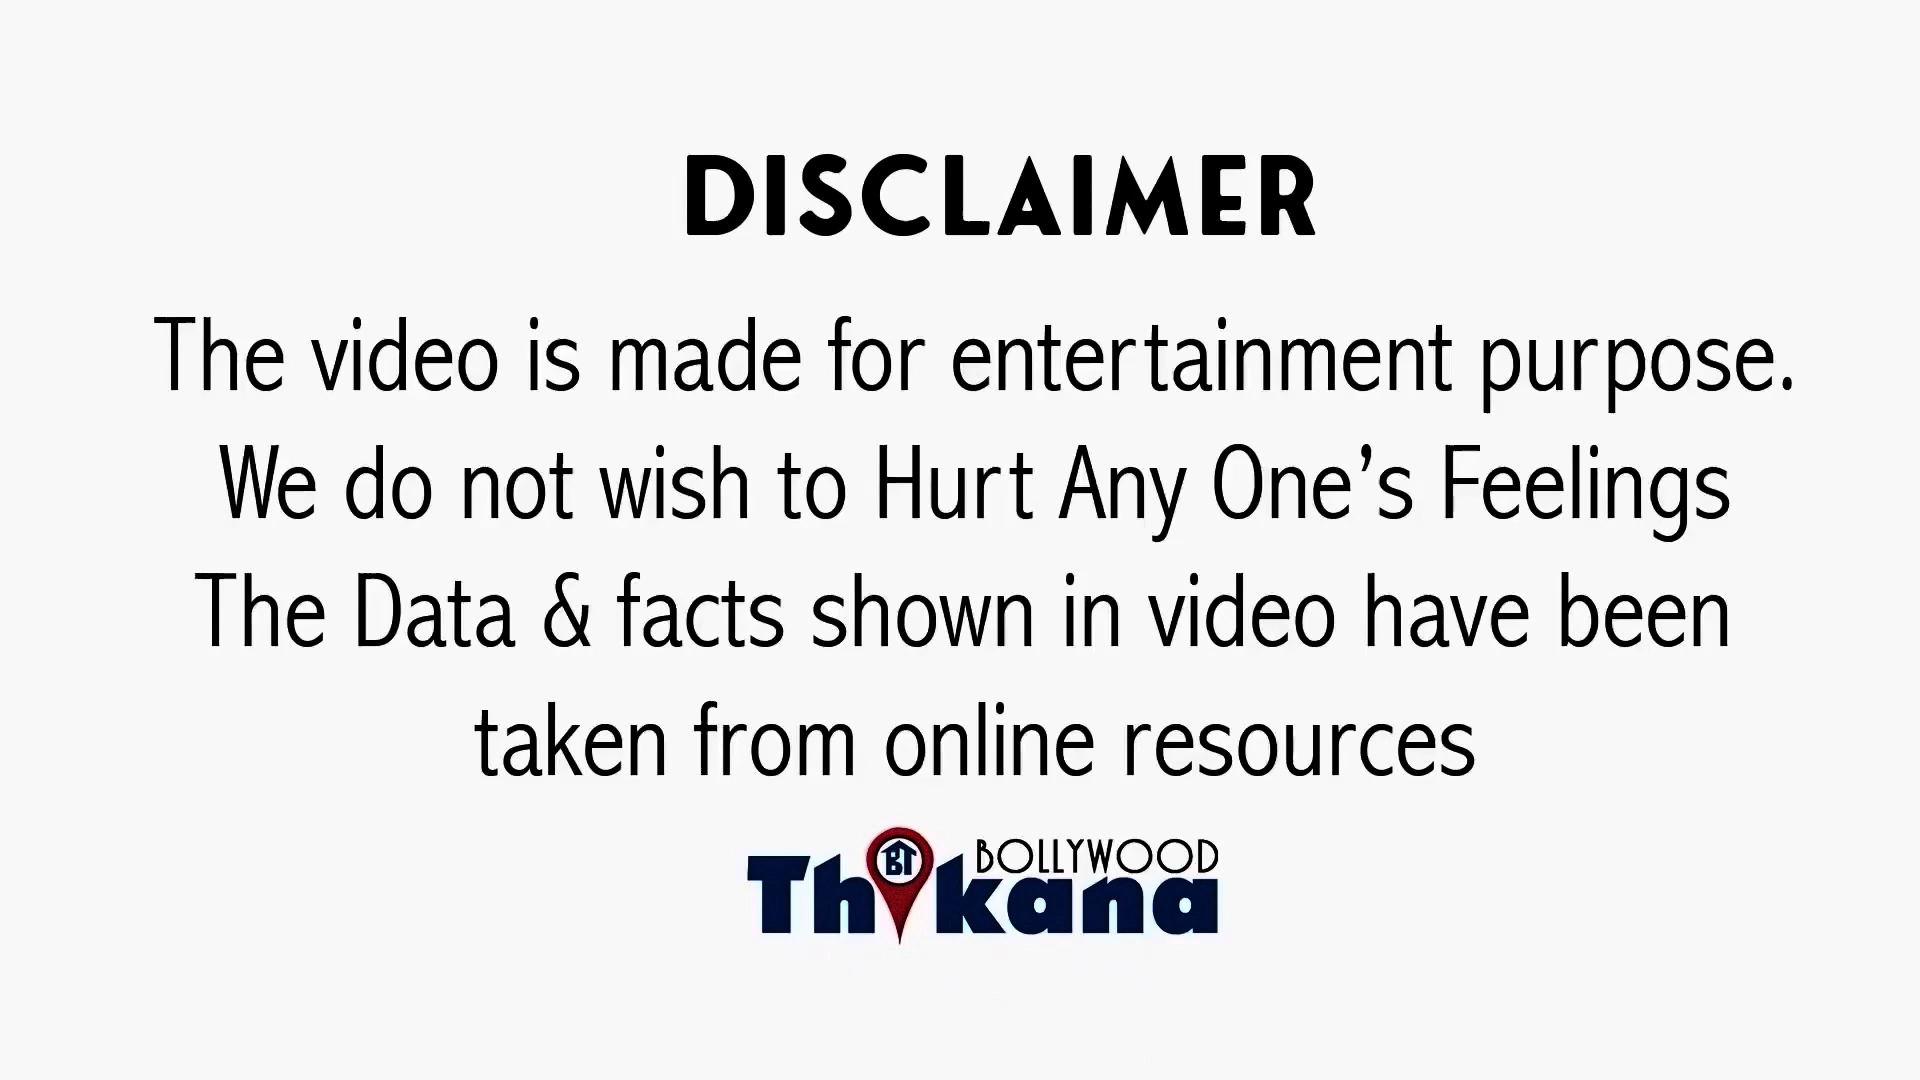 DISCLAIMER
The video is made for entertainment purpose.
We do not wish to Hurt Any One’s Feelings
The Data & facts shown in video have been
taken from online resources
BT
BOLLYWOOD
Thikana